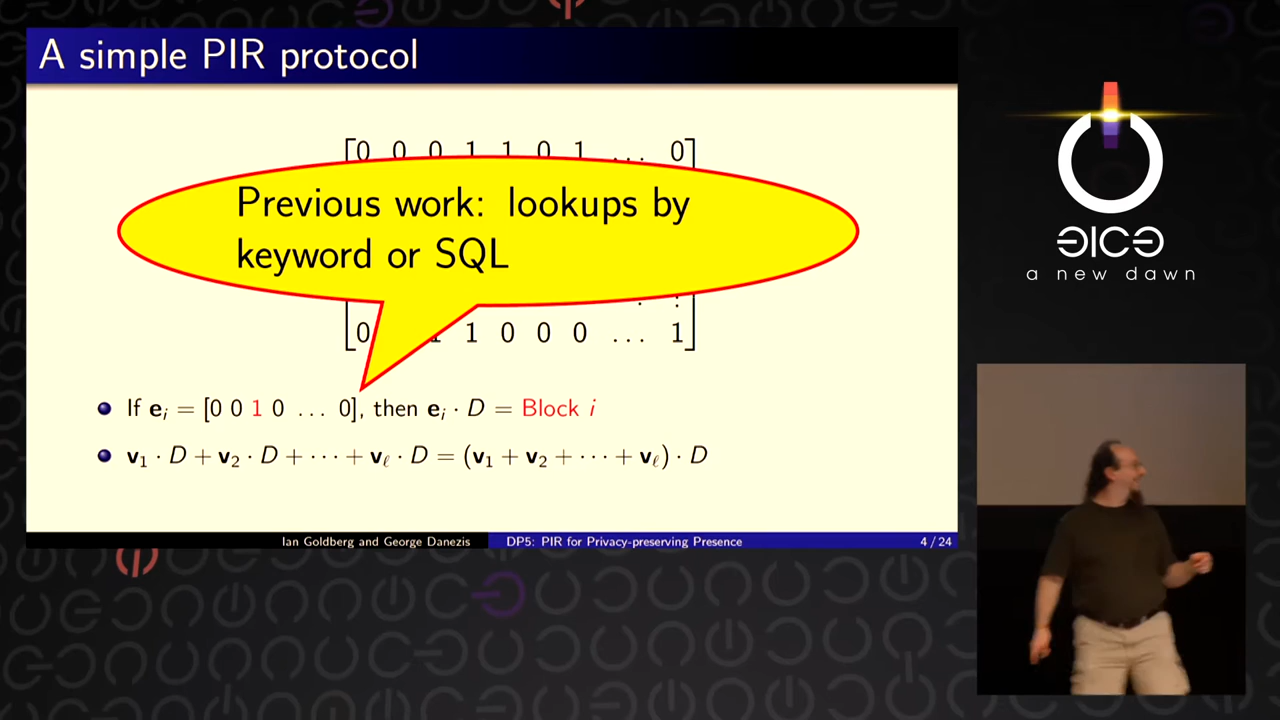 A simple PIR protocol
[0 0 0 1 1 0 1 ... 0]
Previous work: lookups by
keyword or SQL
[0 1 1 0 0 0 ... 1]
If e_i = [0 0 1 0 ... 0], then e_i · D = Block i
v_1 · D + v_2 · D + ··· + v_ℓ · D = (v_1 + v_2 + ··· + v_ℓ) · D
Ian Goldberg and George Danezis DP5: PIR for Privacy-preserving Presence 4 / 24
a new dawn